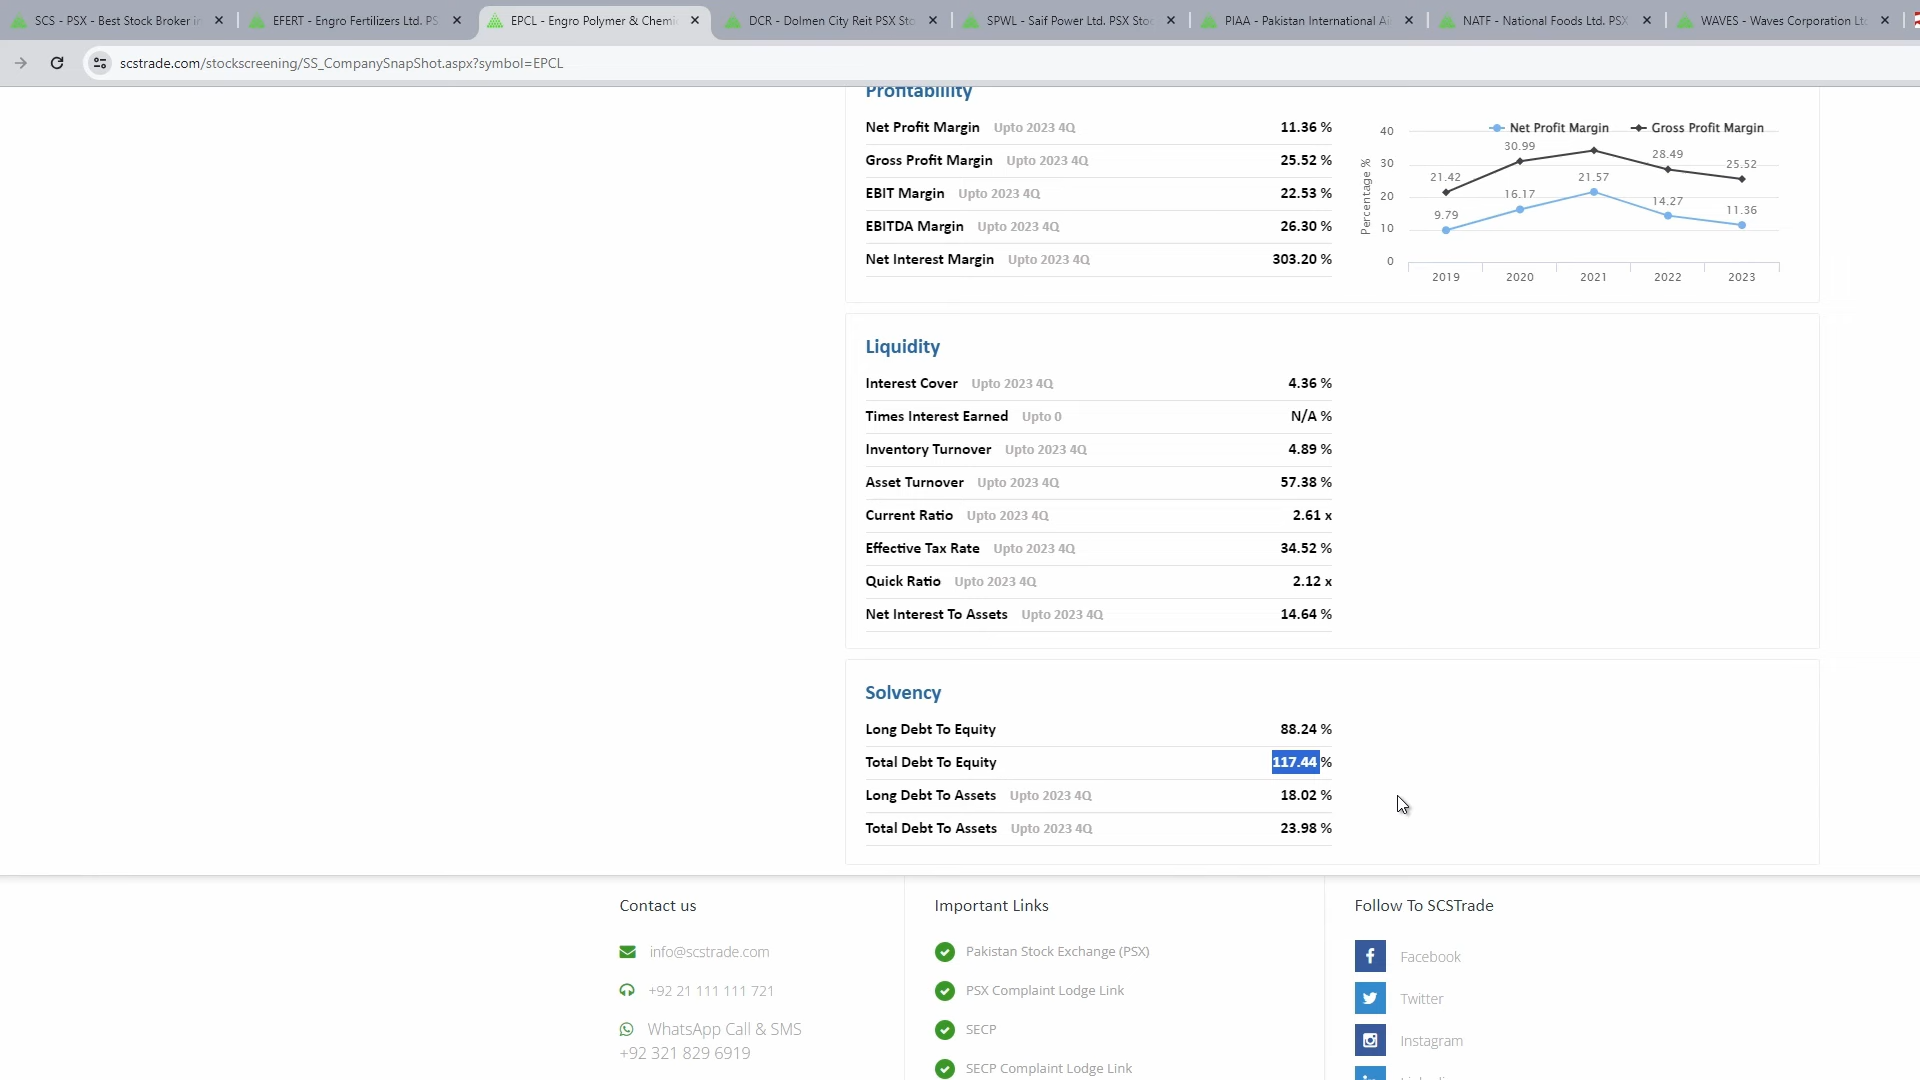 SCS - PSX - Best Stock Broker in
EFERT - Engro Fertilizers Ltd. PS
EPCL - Engro Polymer & Chemi
DCR - Dolmen City Reit PSX Sto
SPWL - Saif Power Ltd. PSX Stoc
PIAA - Pakistan International Ai
NATF - National Foods Ltd. PSX
WAVES - Waves Corporation Ltd
scstrade.com/stockscreening/SS_CompanySnapShot.aspx?symbol=EPCL
Profitability
Net Profit Margin Upto 2023 4Q 11.36 %
Gross Profit Margin Upto 2023 4Q 25.52 %
EBIT Margin Upto 2023 4Q 22.53 %
EBITDA Margin Upto 2023 4Q 26.30 %
Net Interest Margin Upto 2023 4Q 303.20 %
Net Profit Margin Gross Profit Margin
Percentage %
40
30
20
10
0
21.42
30.99
28.49
25.52
9.79
16.17
21.57
14.27
11.36
2019 2020 2021 2022 2023
Liquidity
Interest Cover Upto 2023 4Q 4.36 %
Times Interest Earned Upto 0 N/A %
Inventory Turnover Upto 2023 4Q 4.89 %
Asset Turnover Upto 2023 4Q 57.38 %
Current Ratio Upto 2023 4Q 2.61 x
Effective Tax Rate Upto 2023 4Q 34.52 %
Quick Ratio Upto 2023 4Q 2.12 x
Net Interest To Assets Upto 2023 4Q 14.64 %
Solvency
Long Debt To Equity 88.24 %
Total Debt To Equity 117.44 %
Long Debt To Assets Upto 2023 4Q 18.02 %
Total Debt To Assets Upto 2023 4Q 23.98 %
Contact us
info@scstrade.com
+92 21 111 111 721
WhatsApp Call & SMS
+92 321 829 6919
Important Links
Pakistan Stock Exchange (PSX)
PSX Complaint Lodge Link
SECP
SECP Complaint Lodge Link
Follow To SCSTrade
Facebook
Twitter
Instagram